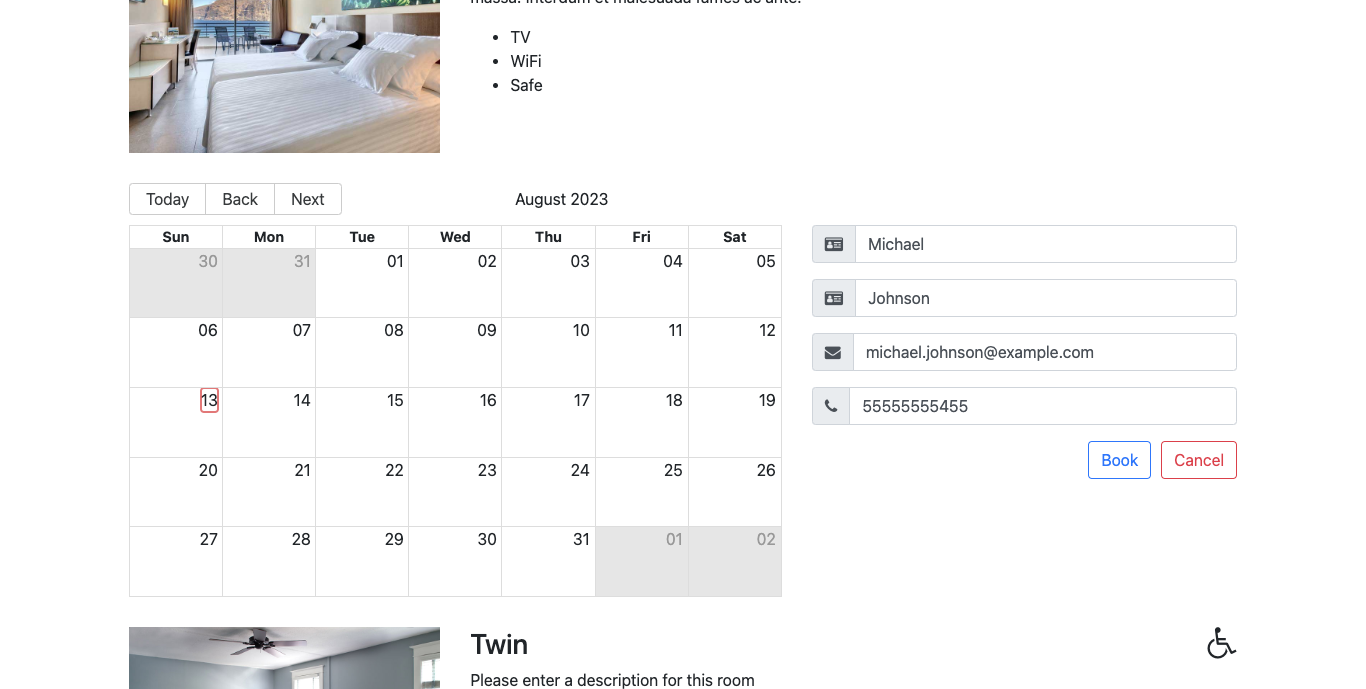 massa. Interdum et malesuada fames ac ante.
TV
WiFi
Safe
Today Back Next August 2023
Sun Mon Tue Wed Thu Fri Sat
30 31 01 02 03 04 05
06 07 08 09 10 11 12
13 14 15 16 17 18 19
20 21 22 23 24 25 26
27 28 29 30 31 01 02
Michael
Johnson
michael.johnson@example.com
55555555455
Book Cancel
Twin
Please enter a description for this room